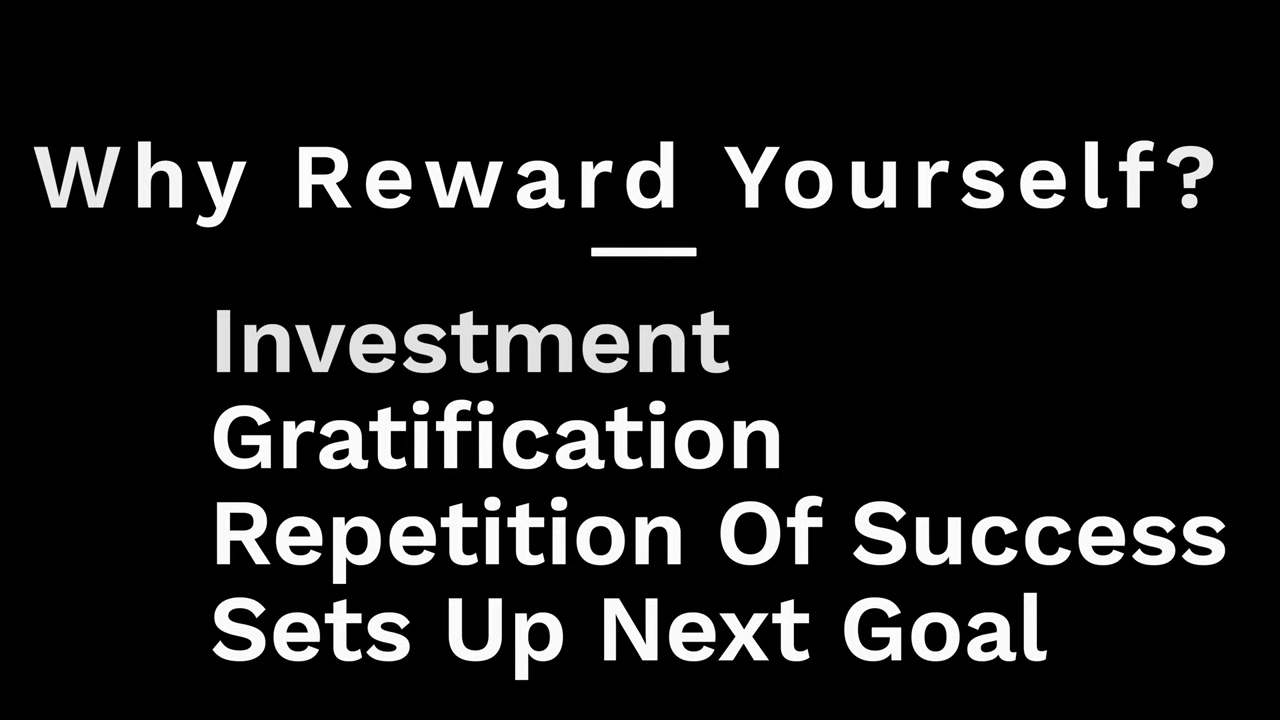 Why Reward Yourself?
Investment
Gratification
Repetition Of Success
Sets Up Next Goal